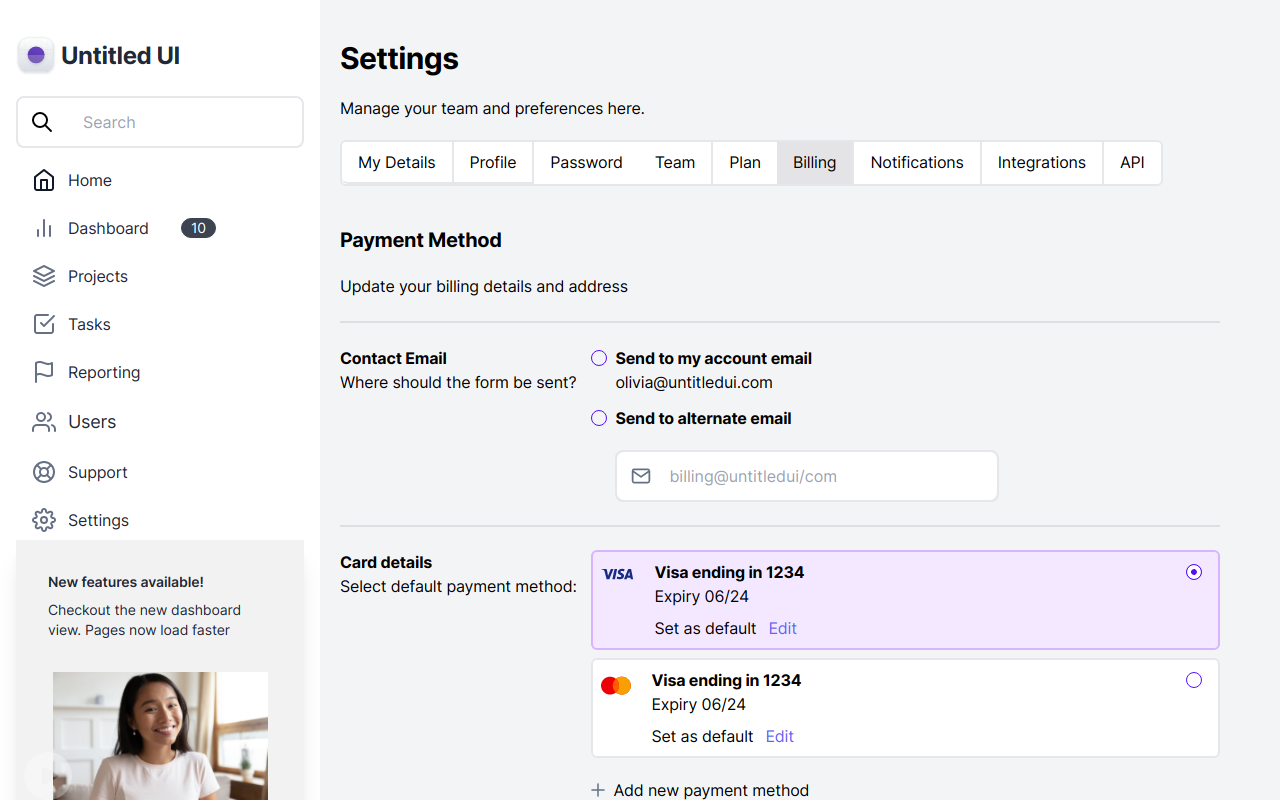 Untitled UI
Search
Home
Dashboard 10
Projects
Tasks
Reporting
Users
Support
Settings
New features available!
Checkout the new dashboard
view. Pages now load faster
Settings
Manage your team and preferences here.
My Details Profile Password Team Plan Billing Notifications Integrations API
Payment Method
Update your billing details and address
Contact Email
Where should the form be sent?
Send to my account email
olivia@untitledui.com
Send to alternate email
billing@untitledui/com
Card details
Select default payment method:
VISA
Visa ending in 1234
Expiry 06/24
Set as default Edit
Visa ending in 1234
Expiry 06/24
Set as default Edit
Add new payment method